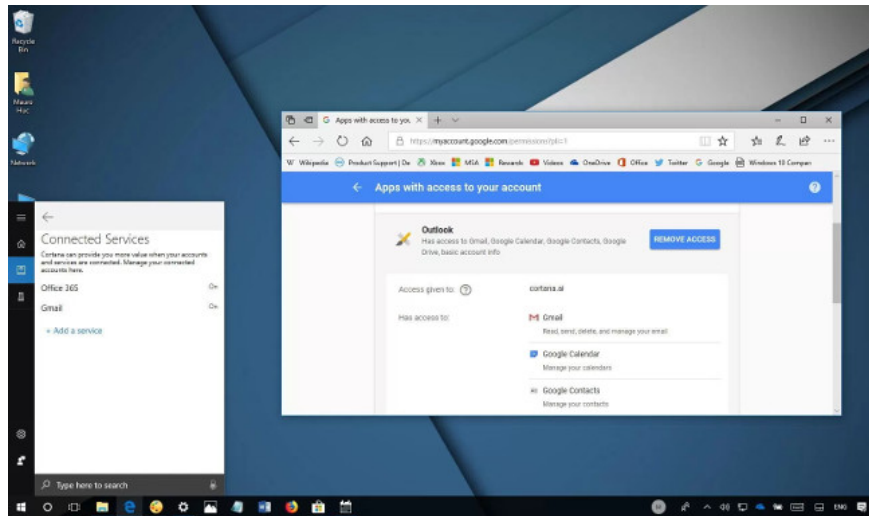 Recycle
Bin
Mauro
Huc
Network
Apps with access to you
https://myaccount.google.com/permissions?pli=1
W Wikipedia
Product Support | De
Xbox
MSA
Rewards
Videos
OneDrive
Office
Twitter
G Google
Windows 10 Compan
Apps with access to your account
Outlook
Has access to Gmail, Google Calendar, Google Contacts, Google
Drive, basic account info
REMOVE ACCESS
Access given to:
cortana.ai
Has access to:
Gmail
Read, send, delete, and manage your email
Google Calendar
Manage your calendars
Google Contacts
Manage your contacts
Connected Services
Cortana can provide you more value when your accounts
and services are connected. Manage your connected
accounts here.
Office 365 On
Gmail On
+ Add a service
Type here to search
ENG